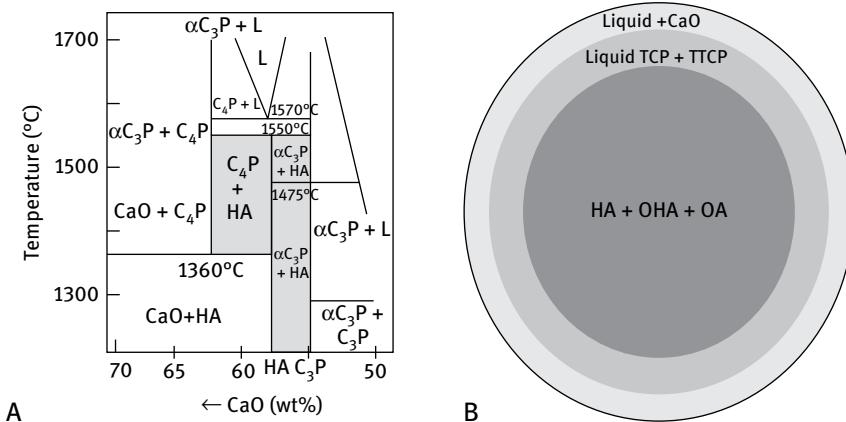 αC₃P + L
1700
L
C₄P + L
1570°C
1550°C
αC₃P + C₄P
αC₃P
+ HA
C₄P
+
HA
1500
1475°C
CaO + C₄P
αC₃P + L
αC₃P
+ HA
1360°C
1300
CaO+HA
αC₃P +
C₃P
70
65
60
HA C₃P
50
← CaO (wt%)
Temperature (°C)
A
Liquid +CaO
Liquid TCP + TTCP
HA + OHA + OA
B